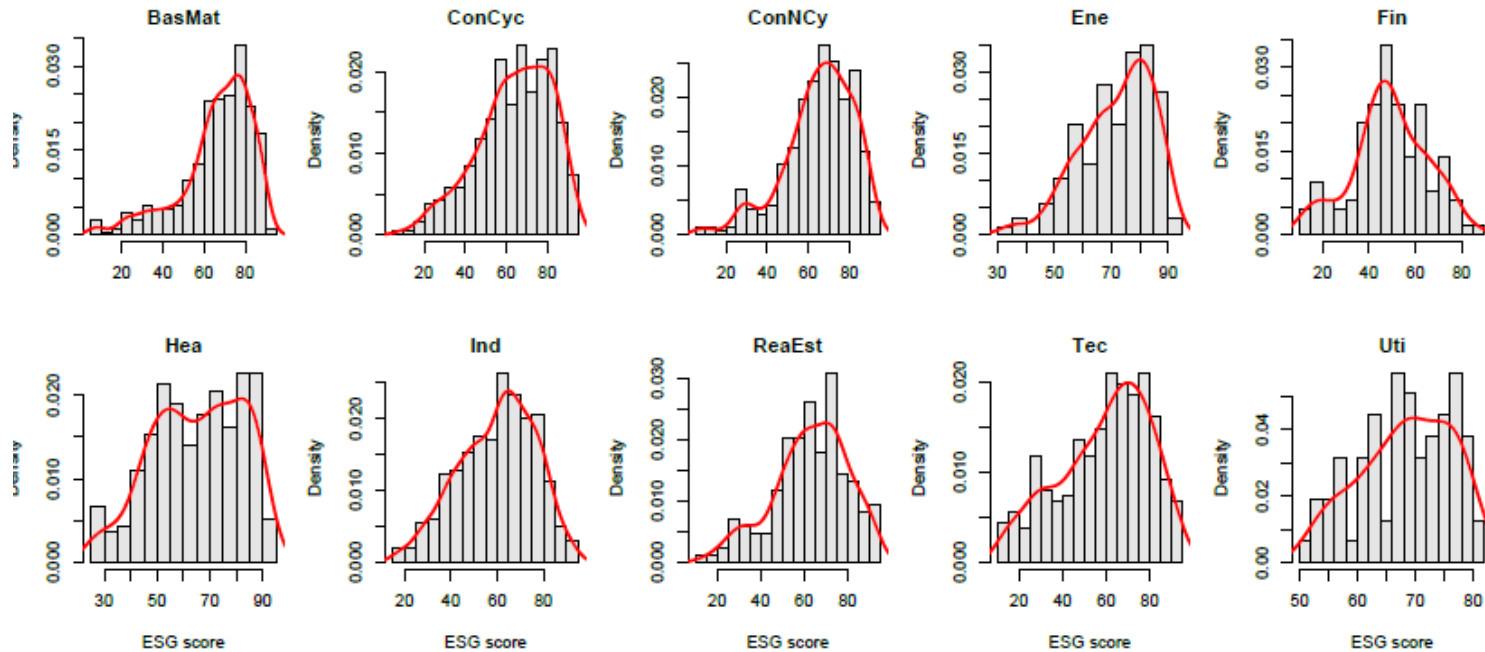 BasMat
Density
0.000 0.015 0.030
20 40 60 80
ConCyc
Density
0.000 0.010 0.020
20 40 60 80
ConNCy
Density
0.000 0.010 0.020
20 40 60 80
Ene
Density
0.000 0.015 0.030
30 50 70 90
Fin
Density
0.000 0.015 0.030
20 40 60 80
Hea
Density
0.000 0.010 0.020
30 50 70 90
ESG score
Ind
Density
0.000 0.010 0.020
20 40 60 80
ESG score
ReaEst
Density
0.000 0.010 0.020 0.030
20 40 60 80
ESG score
Tec
Density
0.000 0.010 0.020
20 40 60 80
ESG score
Uti
Density
0.00 0.02 0.04
50 60 70 80
ESG score